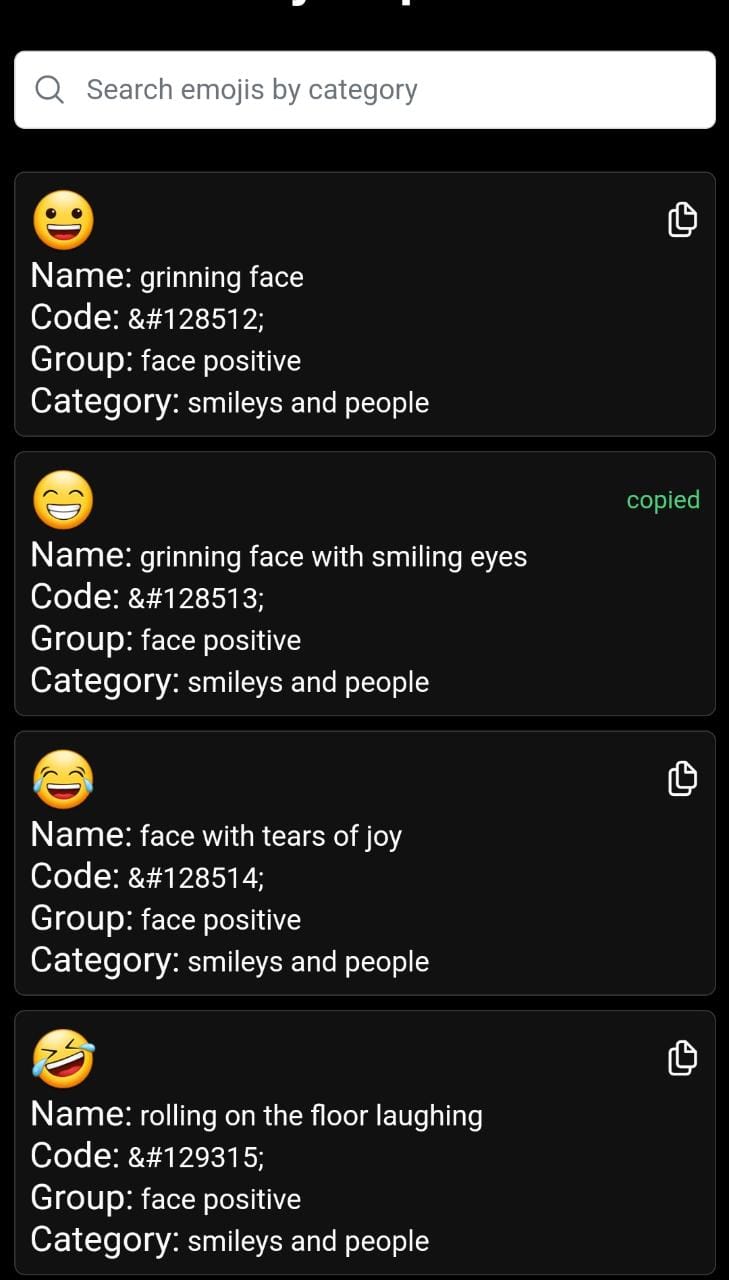 Search emojis by category
Name: grinning face
Code: &#128512;
Group: face positive
Category: smileys and people
copied
Name: grinning face with smiling eyes
Code: &#128513;
Group: face positive
Category: smileys and people
Name: face with tears of joy
Code: &#128514;
Group: face positive
Category: smileys and people
Name: rolling on the floor laughing
Code: &#129315;
Group: face positive
Category: smileys and people